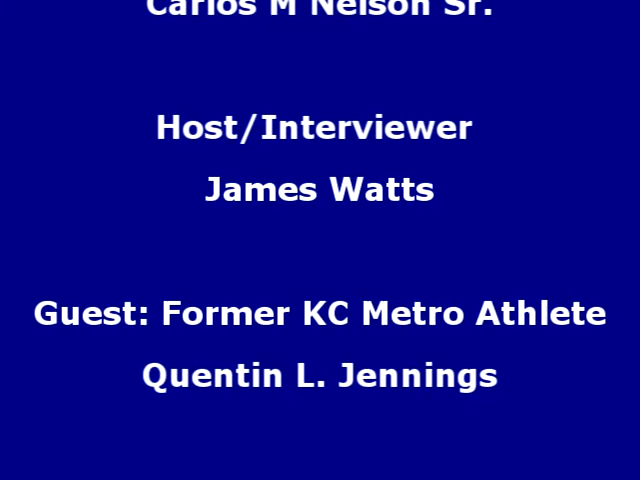 Carlos M Nelson Sr.
Host/Interviewer
James Watts
Guest: Former KC Metro Athlete
Quentin L. Jennings